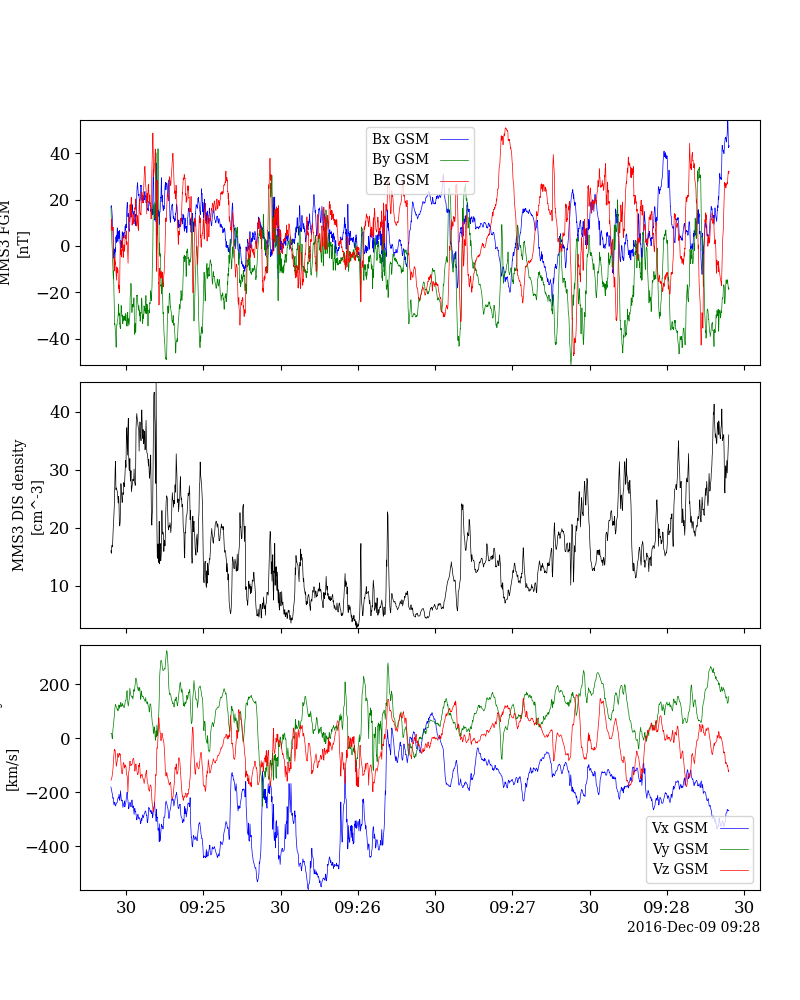 40
20
0
−20
−40
MMS3 FGM
[nT]
Bx GSM
By GSM
Bz GSM
40
30
20
10
MMS3 DIS density
[cm^-3]
200
0
−200
−400
[km/s]
Vx GSM
Vy GSM
Vz GSM
30 09:25 30 09:26 30 09:27 30 09:28 30
2016-Dec-09 09:28